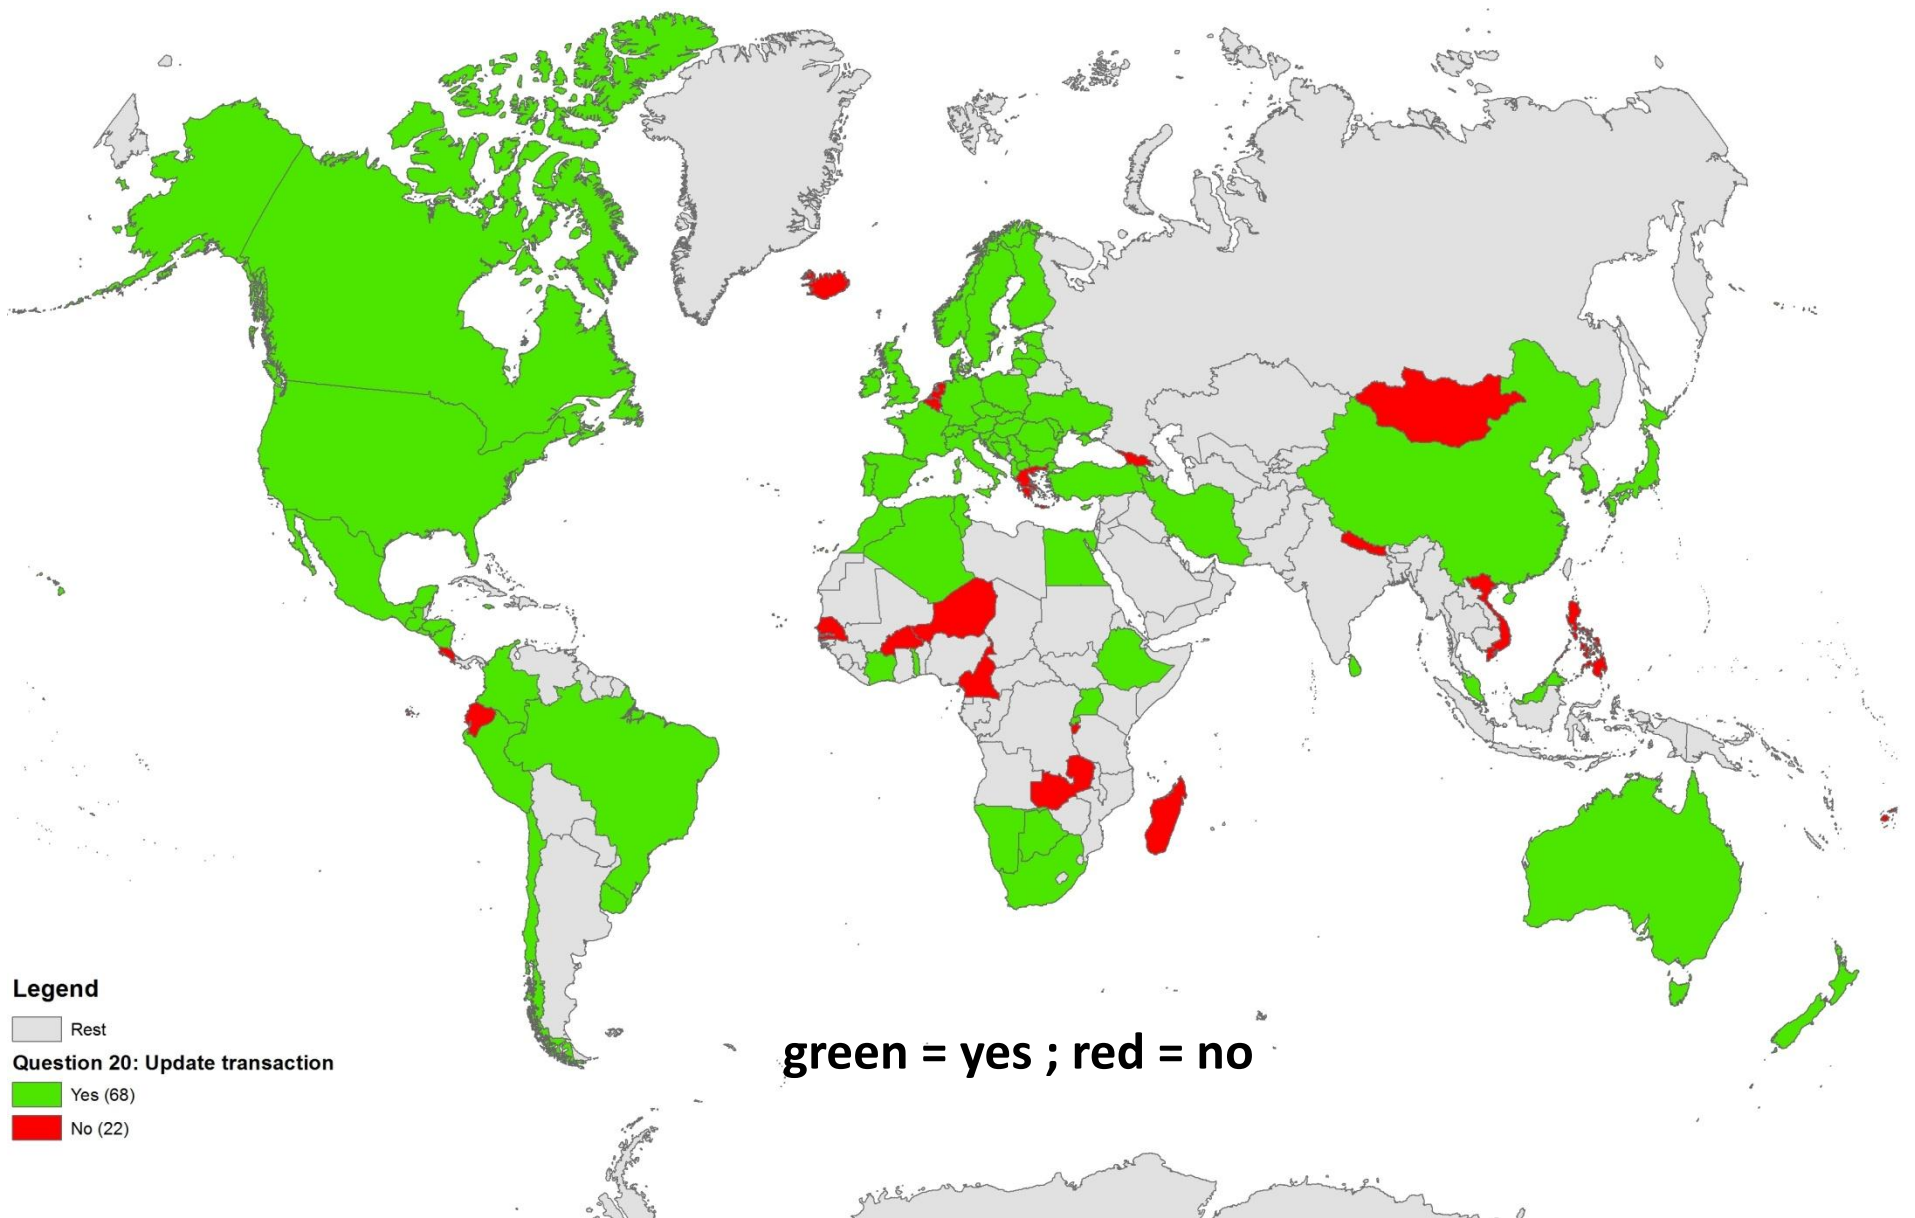 Legend
Rest
Question 20: Update transaction
Yes (68)
No (22)
green = yes ; red = no